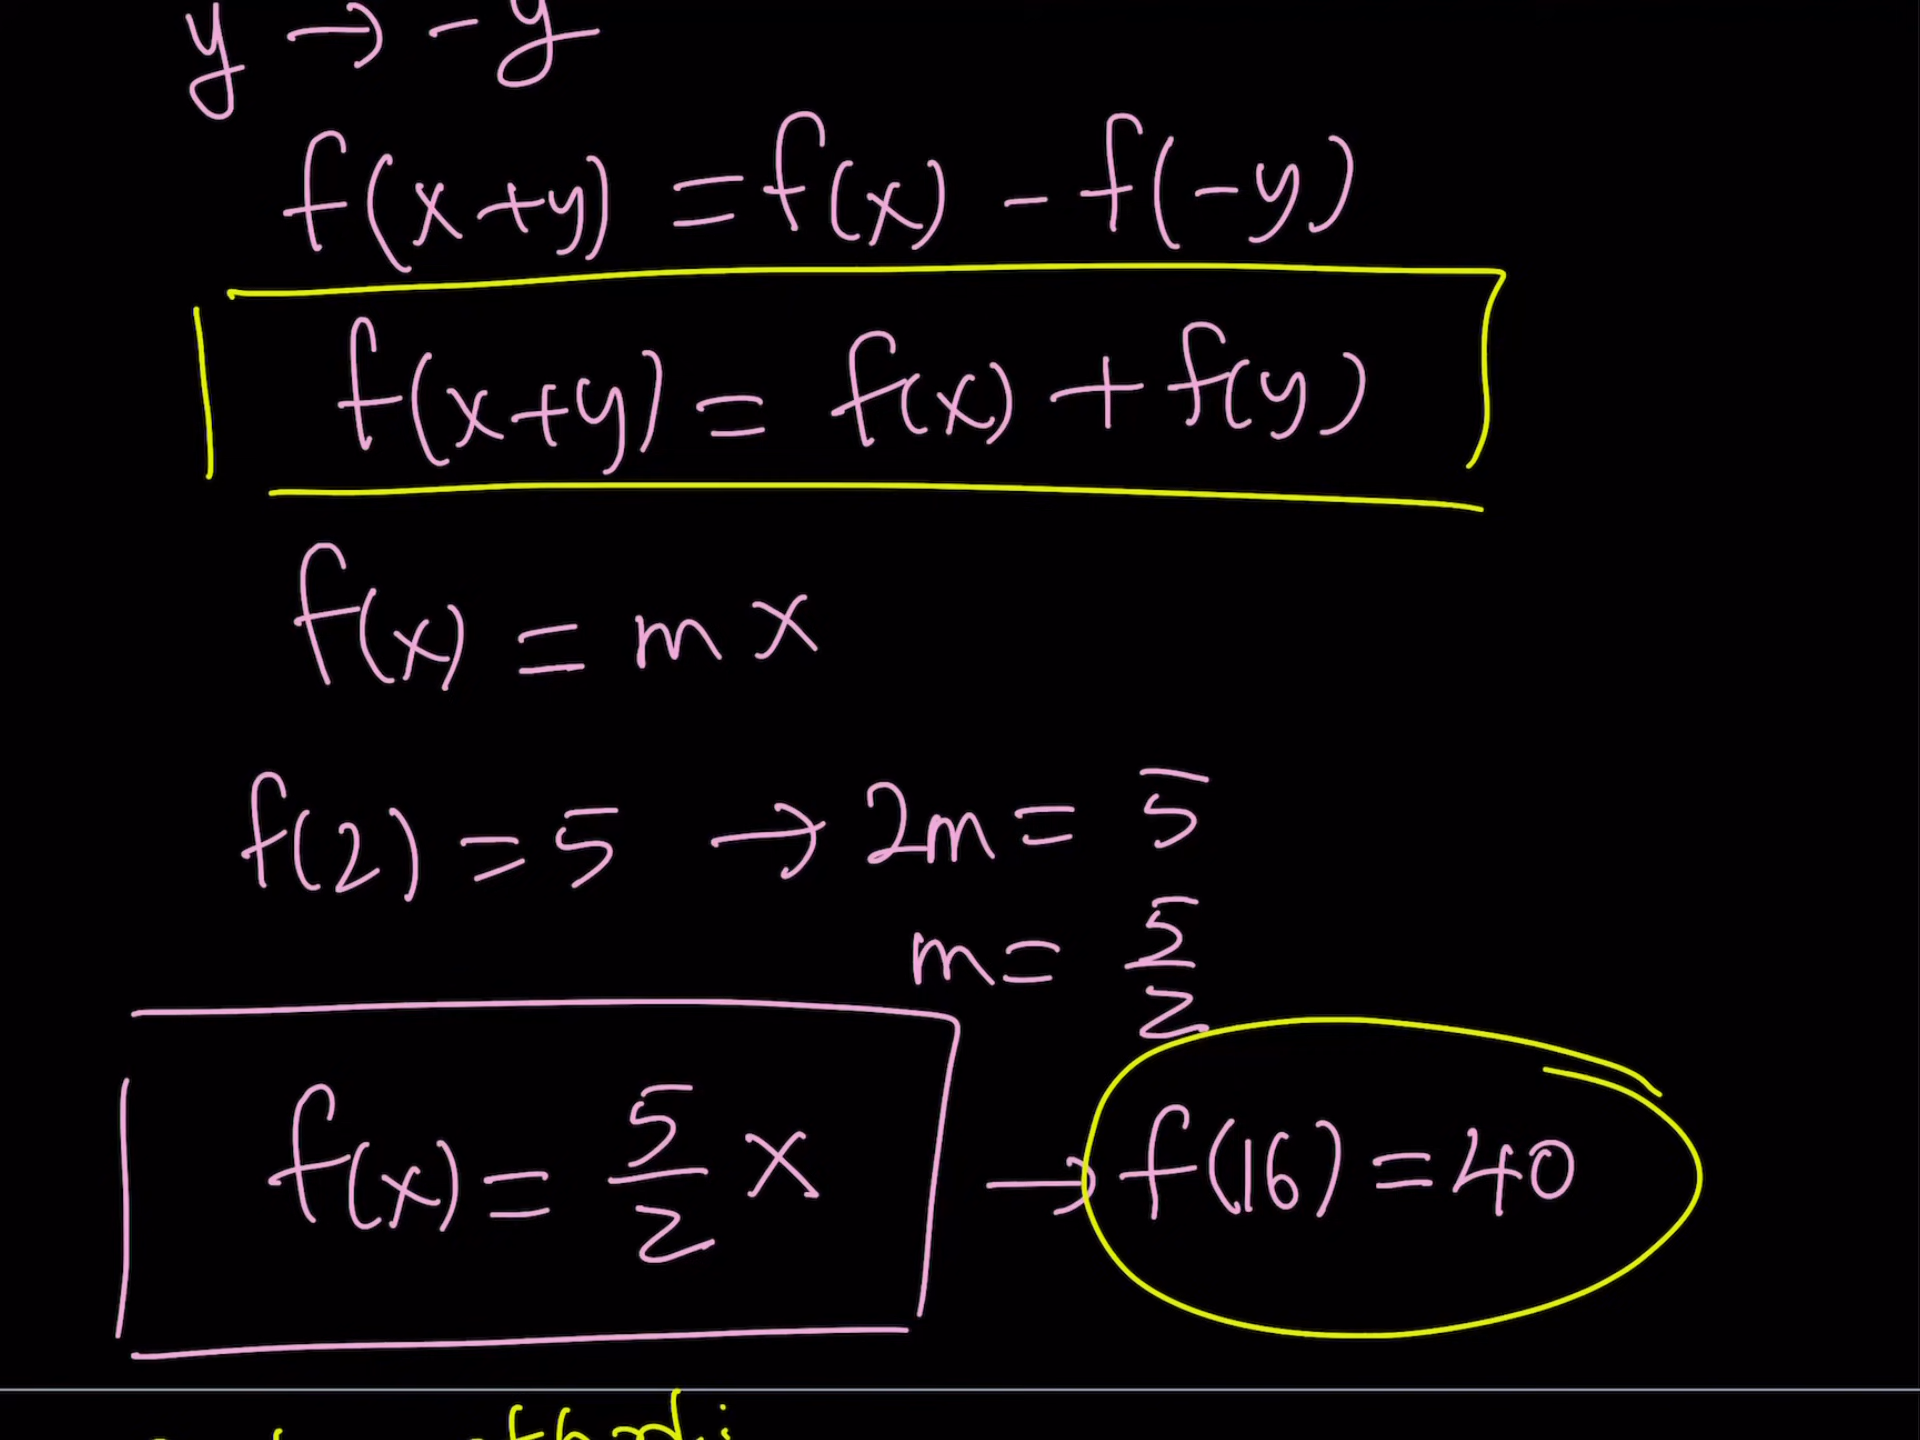 y → -y
f(x+y) = f(x) - f(-y)
f(x+y) = f(x) + f(y)
f(x) = mx
f(2) = 5 → 2m = 5
m = 5/2
f(x) = 5/2 x → f(16) = 40